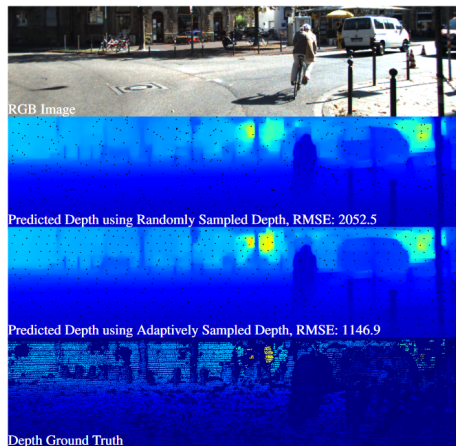 RGB Image
Predicted Depth using Randomly Sampled Depth, RMSE: 2052.5
Predicted Depth using Adaptively Sampled Depth, RMSE: 1146.9
Depth Ground Truth